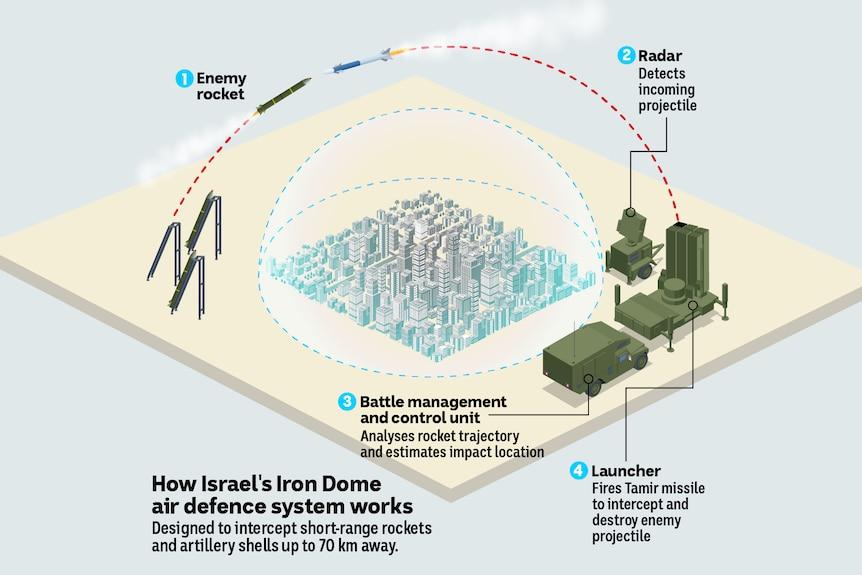 1 Enemy
rocket
2 Radar
Detects
incoming
projectile
3 Battle management
and control unit
Analyses rocket trajectory
and estimates impact location
4 Launcher
Fires Tamir missile
to intercept and
destroy enemy
projectile
How Israel's Iron Dome
air defence system works
Designed to intercept short-range rockets
and artillery shells up to 70 km away.